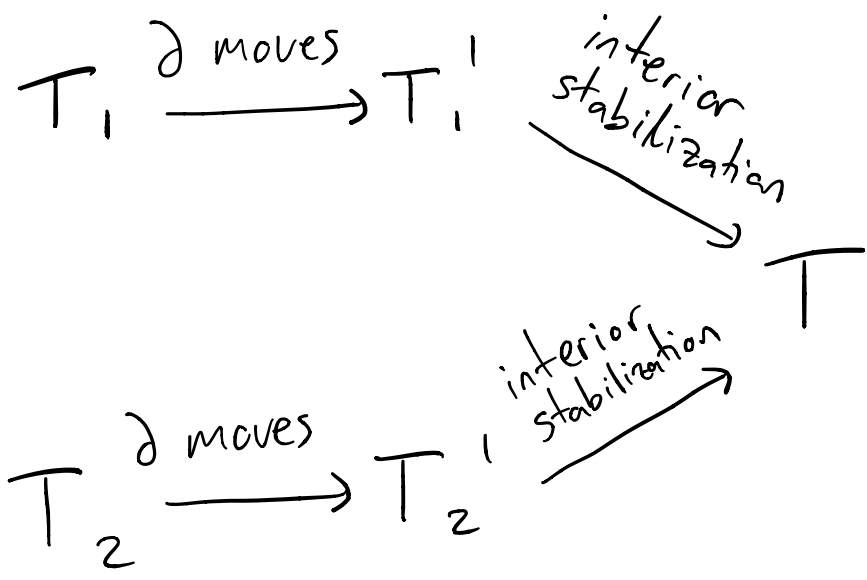 T₁ ∂ moves T₁'
interior
stabilization
T
interior
stabilization
T₂ ∂ moves T₂'